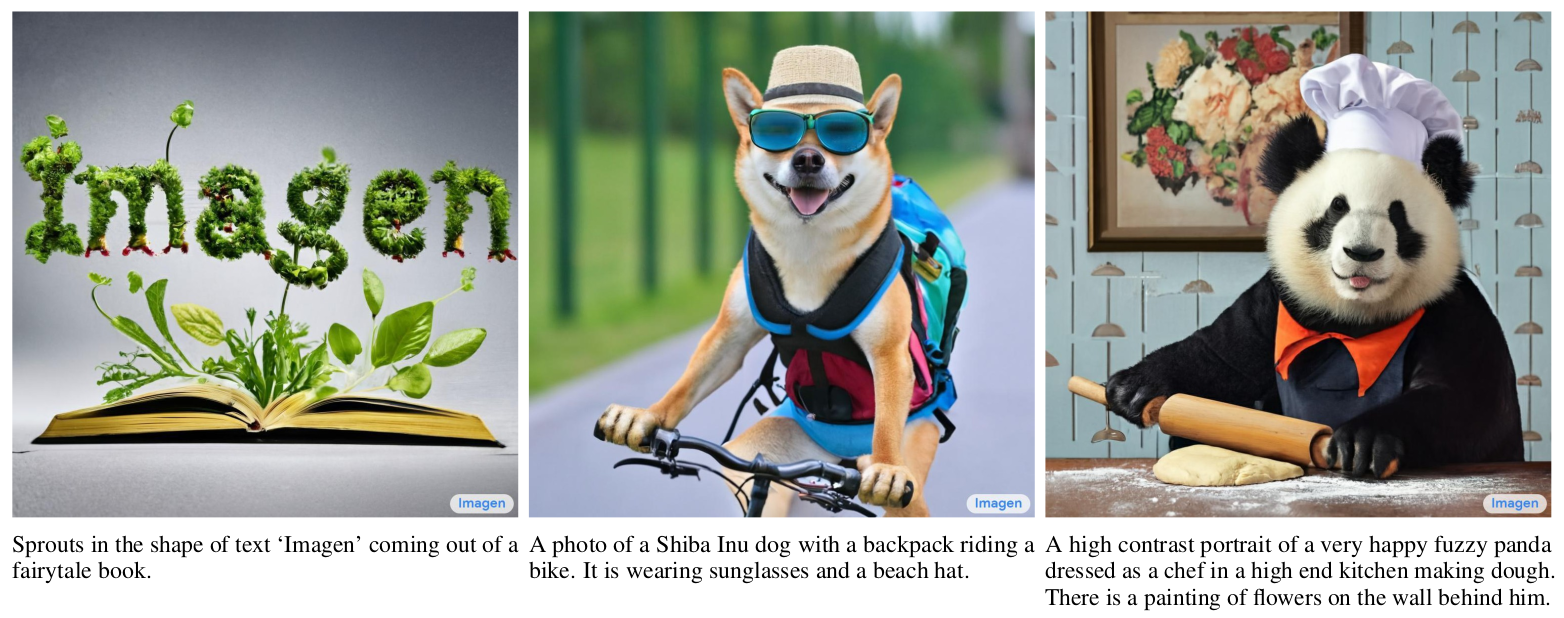 Imagen
Imagen
Imagen
Imagen
Sprouts in the shape of text ‘Imagen’ coming out of a
fairytale book.
A photo of a Shiba Inu dog with a backpack riding a
bike. It is wearing sunglasses and a beach hat.
A high contrast portrait of a very happy fuzzy panda
dressed as a chef in a high end kitchen making dough.
There is a painting of flowers on the wall behind him.